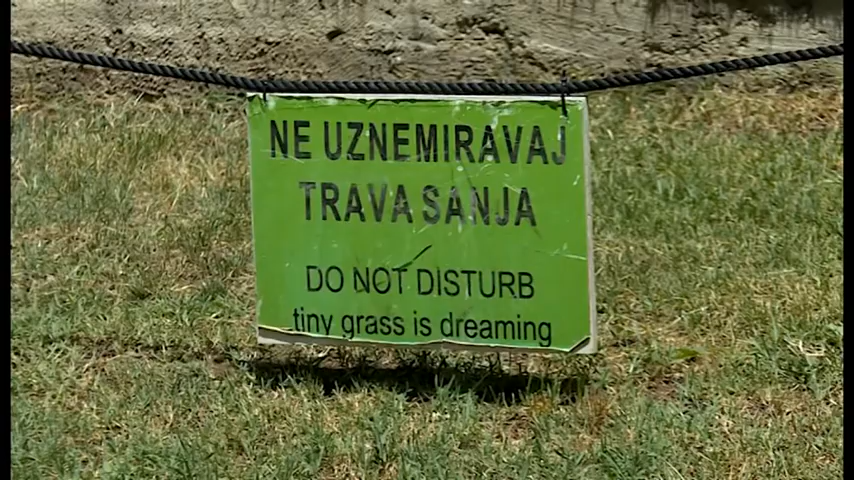 NE UZNEMIRAVAJ
TRAVA SANJA
DO NOT DISTURB
tiny grass is dreaming